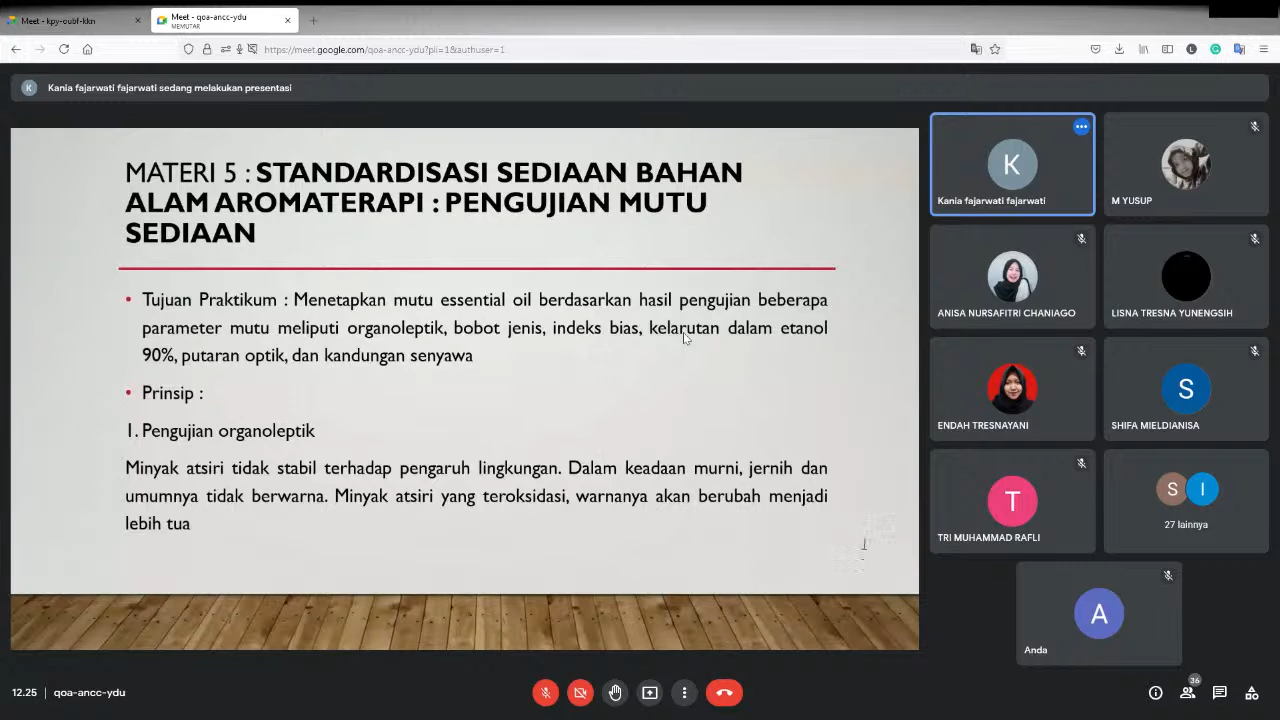 Meet - kpy-oubf-kkn
Meet - qoa-ancc-ydu
MEMUTAR
https://meet.google.com/qoa-ancc-ydu?pli=1&authuser=1
K
Kania fajarwati fajarwati sedang melakukan presentasi
MATERI 5 : STANDARDISASI SEDIAAN BAHAN
ALAM AROMATERAPI : PENGUJIAN MUTU
SEDIAAN
• Tujuan Praktikum : Menetapkan mutu essential oil berdasarkan hasil pengujian beberapa
parameter mutu meliputi organoleptik, bobot jenis, indeks bias, kelarutan dalam etanol
90%, putaran optik, dan kandungan senyawa
• Prinsip :
1. Pengujian organoleptik
Minyak atsiri tidak stabil terhadap pengaruh lingkungan. Dalam keadaan murni, jernih dan
umumnya tidak berwarna. Minyak atsiri yang teroksidasi, warnanya akan berubah menjadi
lebih tua
K
Kania fajarwati fajarwati
M YUSUP
ANISA NURSAFITRI CHANIAGO
LISNA TRESNA YUNENGSIH
ENDAH TRESNAYANI
S
SHIFA MIELDIANISA
T
TRI MUHAMMAD RAFLI
S I
27 lainnya
A
Anda
12.25 | qoa-ancc-ydu
36